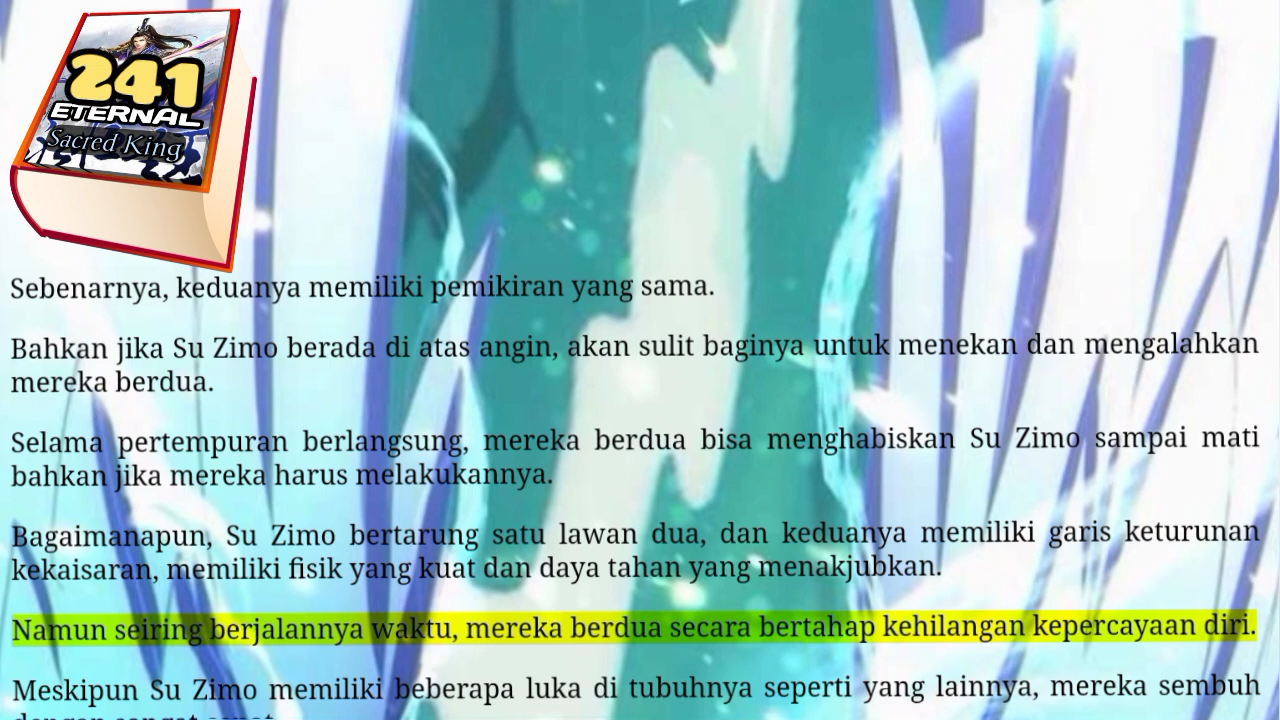 241
ETERNAL
Sacred King
Sebenarnya, keduanya memiliki pemikiran yang sama.
Bahkan jika Su Zimo berada di atas angin, akan sulit baginya untuk menekan dan mengalahkan
mereka berdua.
Selama pertempuran berlangsung, mereka berdua bisa menghabiskan Su Zimo sampai mati
bahkan jika mereka harus melakukannya.
Bagaimanapun, Su Zimo bertarung satu lawan dua, dan keduanya memiliki garis keturunan
kekaisaran, memiliki fisik yang kuat dan daya tahan yang menakjubkan.
Namun seiring berjalannya waktu, mereka berdua secara bertahap kehilangan kepercayaan diri.
Meskipun Su Zimo memiliki beberapa luka di tubuhnya seperti yang lainnya, mereka sembuh